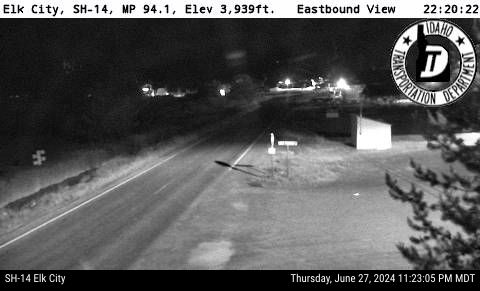 Elk City, SH-14, MP 94.1, Elev 3,939ft. Eastbound View 22:20:22
IDAHO
TRANSPORTATION DEPARTMENT
SH-14 Elk City Thursday, June 27, 2024 11:23:05 PM MDT